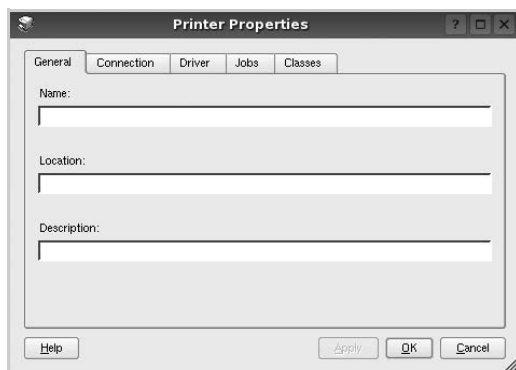 Printer Properties
General Connection Driver Jobs Classes
Name:
Location:
Description:
Help Apply OK Cancel